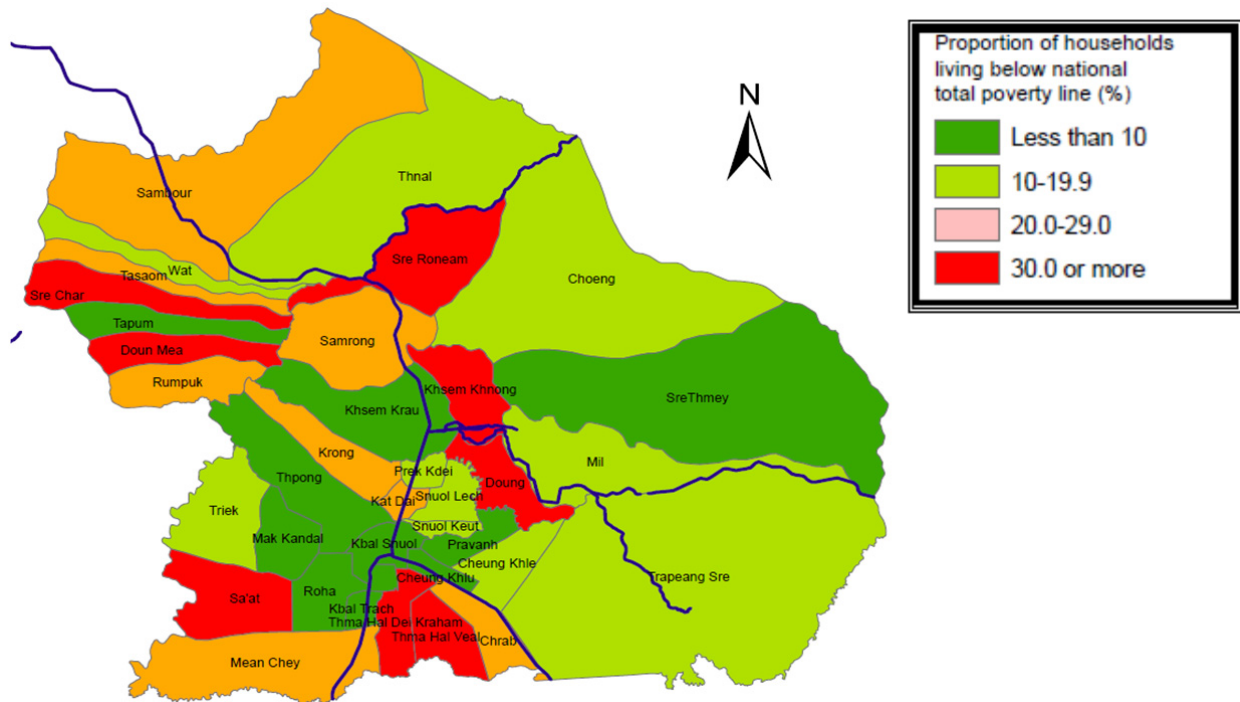 Proportion of households
living below national
total poverty line (%)
Less than 10
10-19.9
20.0-29.0
30.0 or more
N
Thnal
Sambour
Sre Roneam
Wat
Tasaom
Choeng
Sre Char
Tapum
Samrong
Doun Mea
Rumpuk
Khsem Khnong
SreThmey
Khsem Krau
Krong
Mil
Prek Kdei
Thpong
Doung
Kat Dai
Snuol Lech
Triek
Snuol Keut
Mak Kandal
Kbal Snuol
Pravanh
Cheung Khle
Cheung Khlu
Trapeang Sre
Roha
Sa'at
Kbal Trach
Thma Hal Dei Kraham
Thma Hal Veal
Chrab
Mean Chey